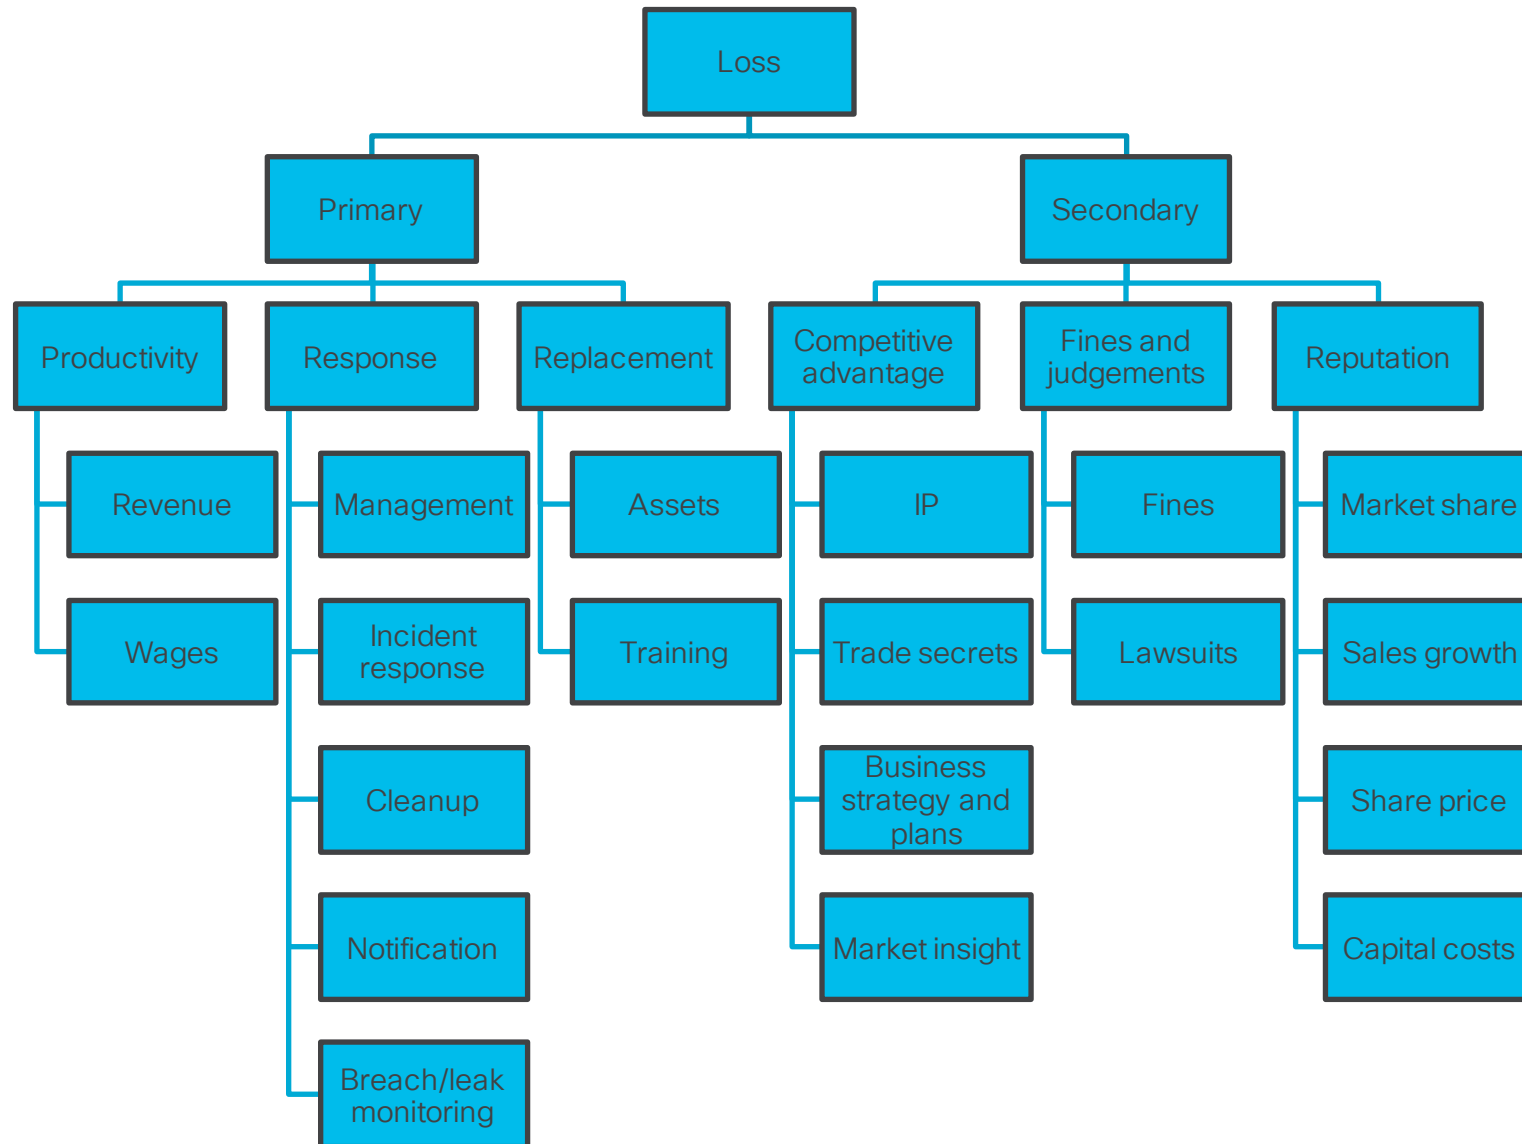 Loss
Primary
Secondary
Productivity
Response
Replacement
Competitive
advantage
Fines and
judgements
Reputation
Revenue
Management
Assets
IP
Fines
Market share
Wages
Incident
response
Training
Trade secrets
Lawsuits
Sales growth
Cleanup
Business
strategy and
plans
Share price
Notification
Market insight
Capital costs
Breach/leak
monitoring